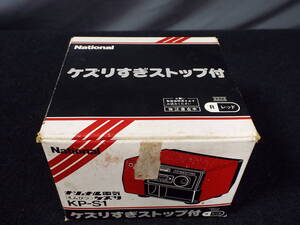 National
ケズリすぎストップ付
R レッド
National
ナショナル電気
えんぴつケズリ
KP-S1
ケズリすぎストップ付